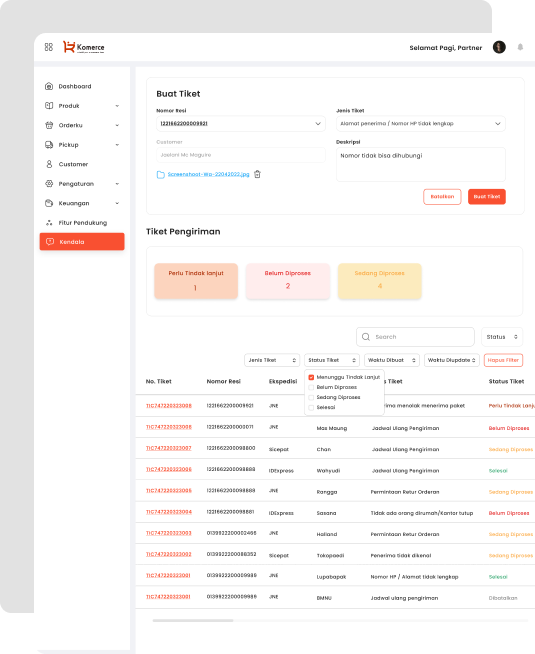 Komerce
Selamat Pagi, Partner
Dashboard
Produk
Orderku
Pickup
Customer
Pengaturan
Keuangan
Fitur Pendukung
Kendala
Buat Tiket
Nomor Resi
Jenis Tiket
1221662200009921
Alamat penerima / Nomor HP tidak lengkap
Customer
Deskripsi
Joaiani Mc Maguire
Nomor tidak bisa dihubungi
Screenshoot-Wa-22042022.jpg
Batalkan
Buat Tiket
Tiket Pengiriman
Perlu Tindak lanjut
Belum Diproses
Sedang Diproses
1
2
4
Search
Status
Jenis Tiket
Status Tiket
Waktu Dibuat
Waktu Diupdate
Hapus Filter
Menunggu Tindak Lanjut
Belum Diproses
Sedang Diproses
Selesai
No. Tiket Nomor Resi Ekspedisi s Tiket Status Tiket
TIC747220323008 1221662200009921 JNE ima menolak menerima paket Perlu Tindak Lanju
TIC747220323008 1221662200000011 JNE Mas Maung Jadwal Ulang Pengiriman Belum Diproses
TIC747220323007 1221662200098800 Sicepat Chan Jadwal Ulang Pengiriman Sedang Diproses
TIC747220323006 1221662200098888 IDExpress Wahyudi Jadwal Ulang Pengiriman Selesai
TIC747220323005 1221662200098889 JNE Rangga Permintaan Retur Orderan Sedang Diproses
TIC747220323004 1221662200098881 IDExpress Sasana Tidak ada orang dirumah/Kantor tutup Belum Diproses
TIC747220323003 0139922200002468 JNE Halland Permintaan Retur Orderan Sedang Diproses
TIC747220323002 0139922200088352 Sicepat Tokopaedi Penerima tidak dikenal Sedang Diproses
TIC747220323001 0139922200009989 JNE Lupabapak Nomor HP / Alamat tidak lengkap Selesai
TIC747220323001 0139922200009989 JNE BMNU Jadwal ulang pengiriman Dibatalkan